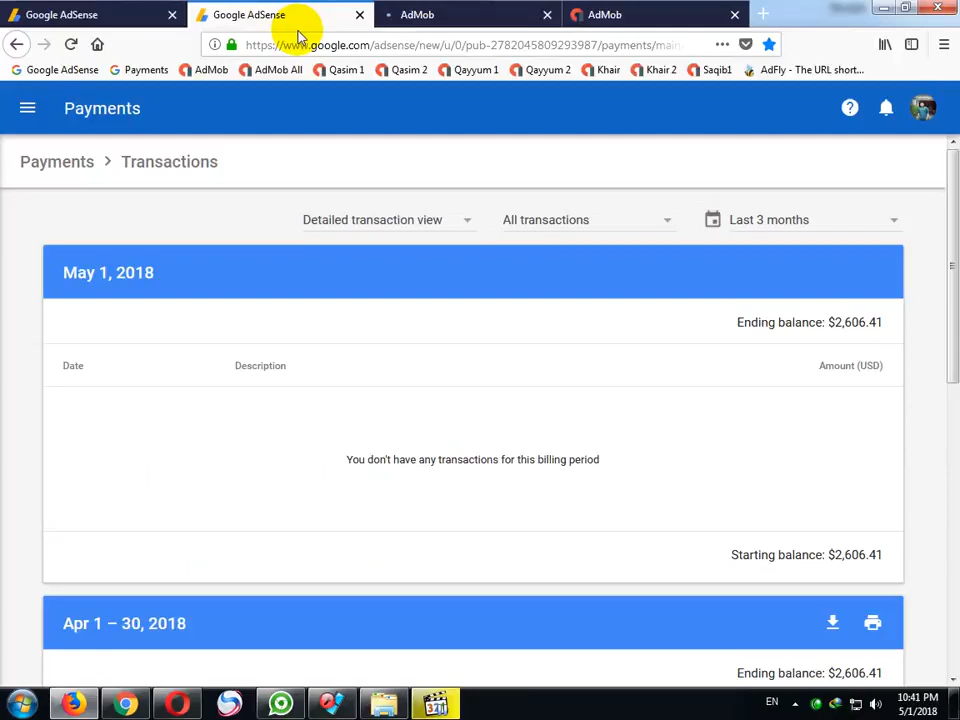 Google AdSense
Google AdSense
AdMob
AdMob
https://www.google.com/adsense/new/u/0/pub-2782045809293987/payments/main
Google AdSense
Payments
AdMob
AdMob All
Qasim 1
Qasim 2
Qayyum 1
Qayyum 2
Khair
Khair 2
Saqib1
AdFly - The URL short...
Payments
Payments > Transactions
Detailed transaction view
All transactions
Last 3 months
May 1, 2018
Ending balance: $2,606.41
Date
Description
Amount (USD)
You don't have any transactions for this billing period
Starting balance: $2,606.41
Apr 1 – 30, 2018
Ending balance: $2,606.41
EN
10:41 PM
5/1/2018
321